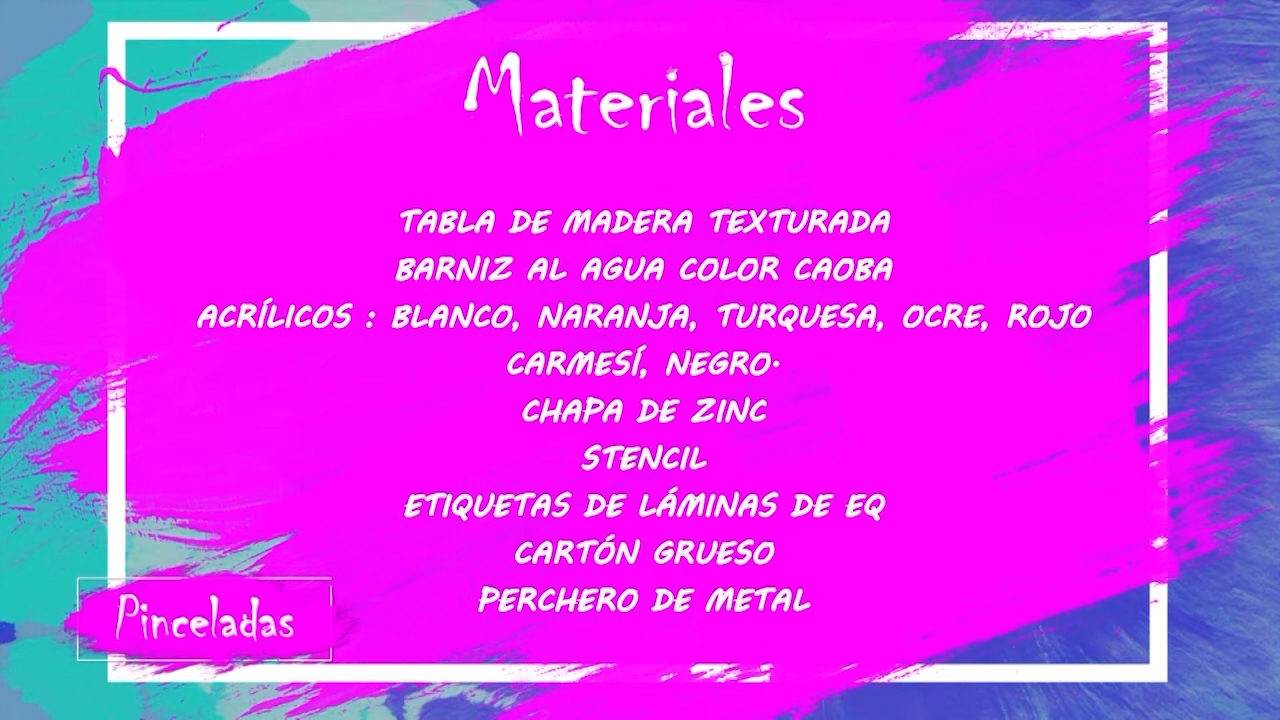 Materiales
TABLA DE MADERA TEXTURADA
BARNIZ AL AGUA COLOR CAOBA
ACRÍLICOS : BLANCO, NARANJA, TURQUESA, OCRE, ROJO
CARMESÍ, NEGRO.
CHAPA DE ZINC
STENCIL
ETIQUETAS DE LÁMINAS DE EQ
CARTÓN GRUESO
PERCHERO DE METAL
Pinceladas